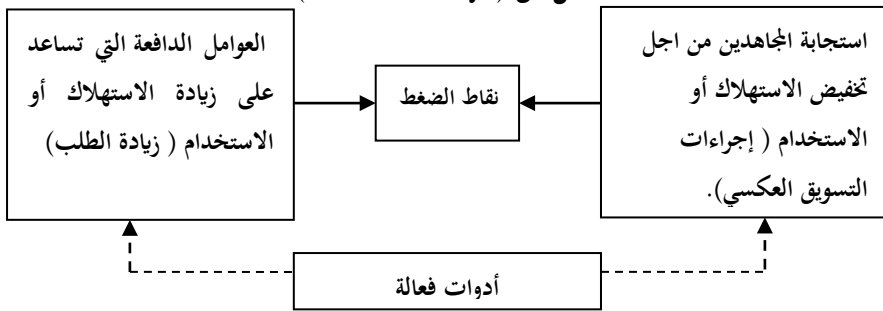 استجابة المجاهدين من اجل
تخفيض الاستهلاك أو
الاستخدام ( إجراءات
التسويق العكسي).
نقاط الضغط
العوامل الدافعة التي تساعد
على زيادة الاستهلاك أو
الاستخدام ( زيادة الطلب)
أدوات فعالة